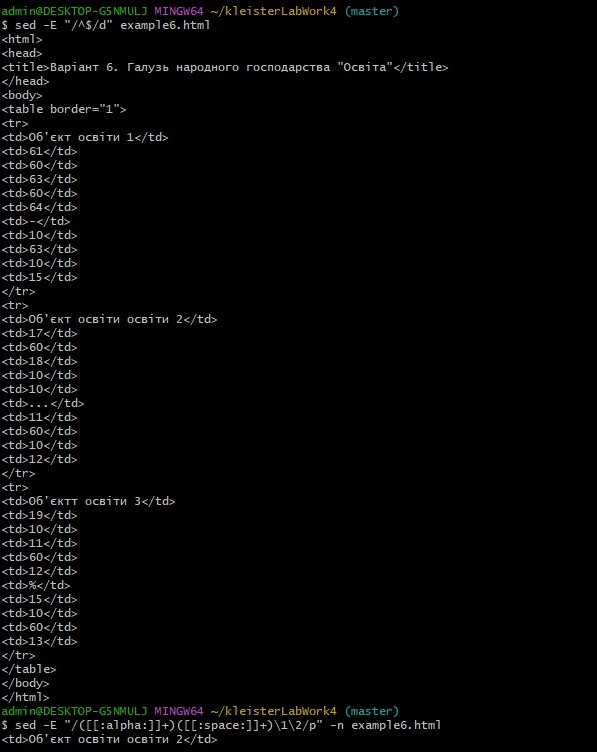 admin@DESKTOP-G5NMULJ MINGW64 ~/kleisterLabWork4 (master)
$ sed -E "/^$/d" example6.html
<html>
<head>
<title>Варіант 6. Галузь народного господарства "Освіта"</title>
</head>
<body>
<table border="1">
<tr>
<td>Об'єкт освіти 1</td>
<td>61</td>
<td>60</td>
<td>63</td>
<td>60</td>
<td>64</td>
<td>-</td>
<td>10</td>
<td>63</td>
<td>10</td>
<td>15</td>
</tr>
<tr>
<td>Об'єкт освіти освіти 2</td>
<td>17</td>
<td>60</td>
<td>18</td>
<td>10</td>
<td>10</td>
<td>...</td>
<td>11</td>
<td>60</td>
<td>10</td>
<td>12</td>
</tr>
<tr>
<td>Об'єктт освіти 3</td>
<td>19</td>
<td>10</td>
<td>11</td>
<td>60</td>
<td>12</td>
<td>%</td>
<td>15</td>
<td>10</td>
<td>60</td>
<td>13</td>
</tr>
</table>
</body>
</html>
admin@DESKTOP-G5NMULJ MINGW64 ~/kleisterLabWork4 (master)
$ sed -E "/([[:alpha:]]+)([[:space:]]+)\1\2/p" -n example6.html
<td>Об'єкт освіти освіти 2</td>